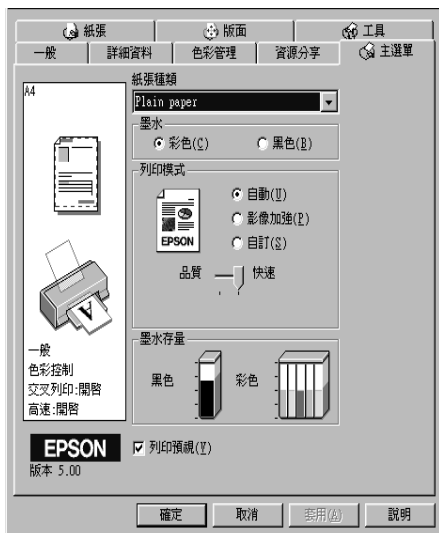 紙張 版面 工具
一般 詳細資料 色彩管理 資源分享 主選單
A4
紙張種類
Plain paper
墨水
彩色(C) 黑色(B)
列印模式
自動(U)
影像加強(P)
自訂(S)
EPSON
品質 快速
一般
色彩控制
交叉列印:開啓
高速:開啓
墨水存量
黑色 彩色
EPSON
版本 5.00
列印預視(Y)
確定 取消 套用(A) 說明